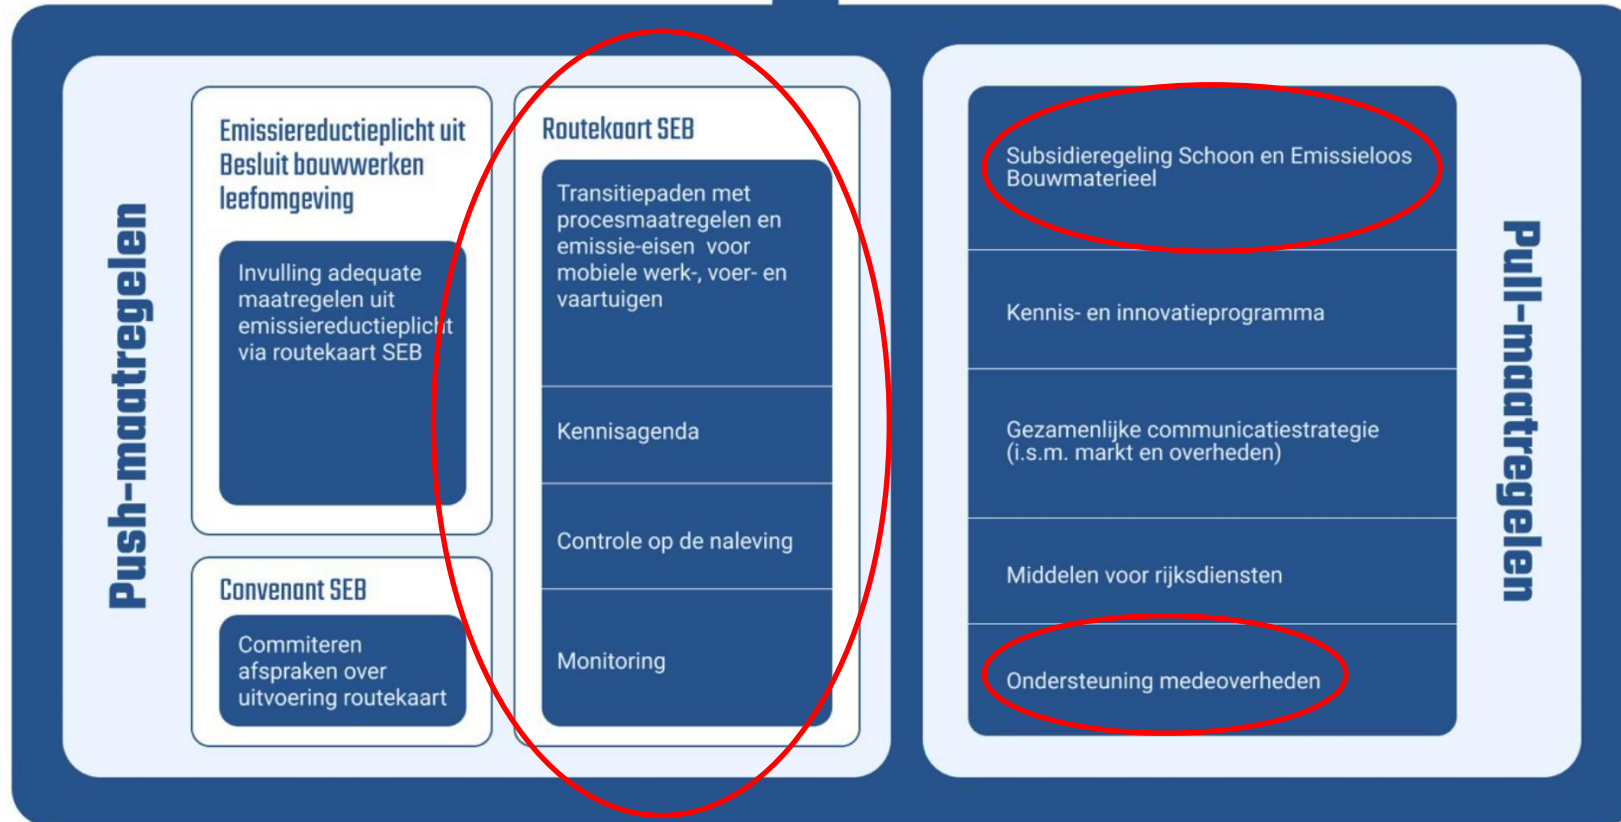 Push-maatregelen
Emissiereductieplicht uit
Besluit bouwwerken
leefomgeving
Invulling adequate
maatregelen uit
emissiereductieplicht
via routekaart SEB
Convenant SEB
Commiteren
afspraken over
uitvoering routekaart
Routekaart SEB
Transitiepaden met
procesmaatregelen en
emissie-eisen voor
mobiele werk-, voer- en
vaartuigen
Kennisagenda
Controle op de naleving
Monitoring
Subsidieregeling Schoon en Emissieloos
Bouwmaterieel
Kennis- en innovatieprogramma
Gezamenlijke communicatiestrategie
(i.s.m. markt en overheden)
Middelen voor rijksdiensten
Ondersteuning medeoverheden
Pull-maatregelen